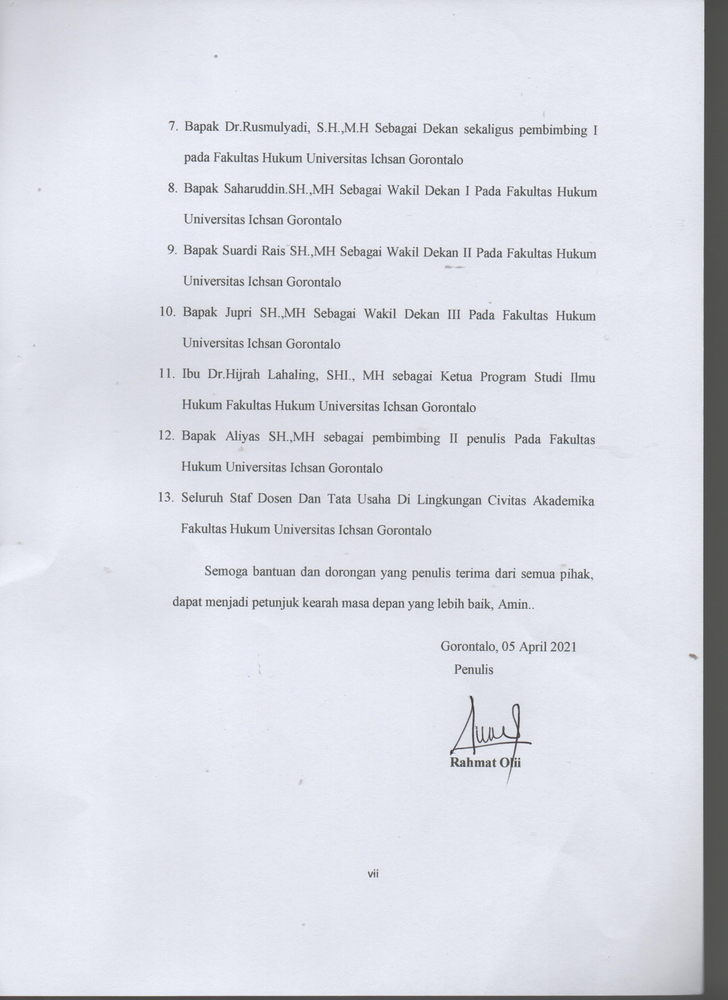 7. Bapak Dr.Rusmulyadi, S.H.,M.H Sebagai Dekan sekaligus pembimbing I
pada Fakultas Hukum Universitas Ichsan Gorontalo
8. Bapak Saharuddin.SH.,MH Sebagai Wakil Dekan I Pada Fakultas Hukum
Universitas Ichsan Gorontalo
9. Bapak Suardi Rais SH.,MH Sebagai Wakil Dekan II Pada Fakultas Hukum
Universitas Ichsan Gorontalo
10. Bapak Jupri SH.,MH Sebagai Wakil Dekan III Pada Fakultas Hukum
Universitas Ichsan Gorontalo
11. Ibu Dr.Hijrah Lahaling, SHI., MH sebagai Ketua Program Studi Ilmu
Hukum Fakultas Hukum Universitas Ichsan Gorontalo
12. Bapak Aliyas SH.,MH sebagai pembimbing II penulis Pada Fakultas
Hukum Universitas Ichsan Gorontalo
13. Seluruh Staf Dosen Dan Tata Usaha Di Lingkungan Civitas Akademika
Fakultas Hukum Universitas Ichsan Gorontalo
Semoga bantuan dan dorongan yang penulis terima dari semua pihak,
dapat menjadi petunjuk kearah masa depan yang lebih baik, Amin..
Gorontalo, 05 April 2021
Penulis
Rahmat Olii
vii